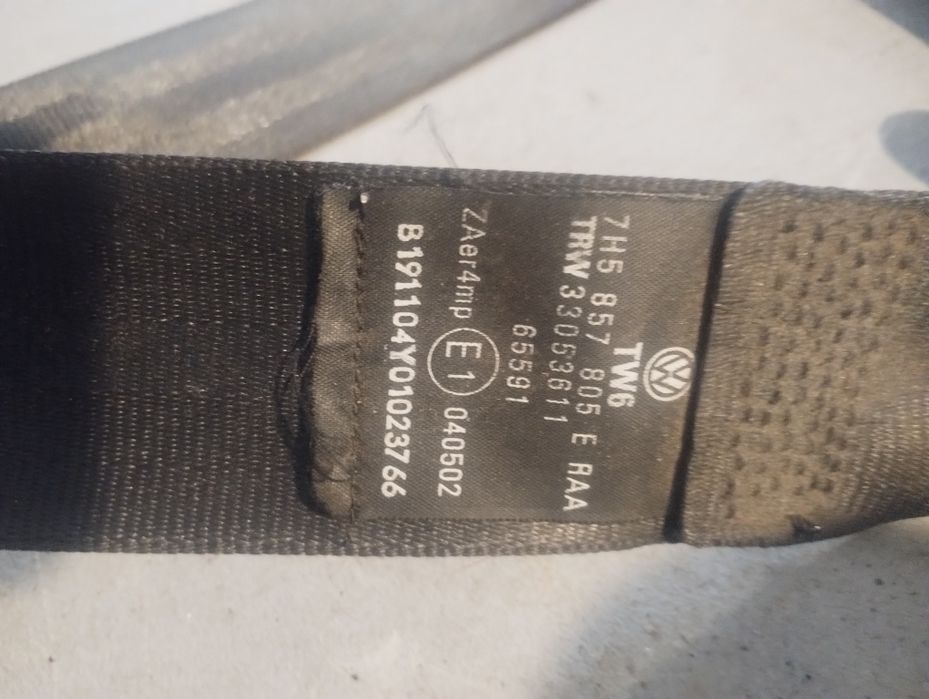 TW6
7H5 857 805 E RAA
TRW 33053611
65591
ZAer4mp E1 040502
B191104Y01023766